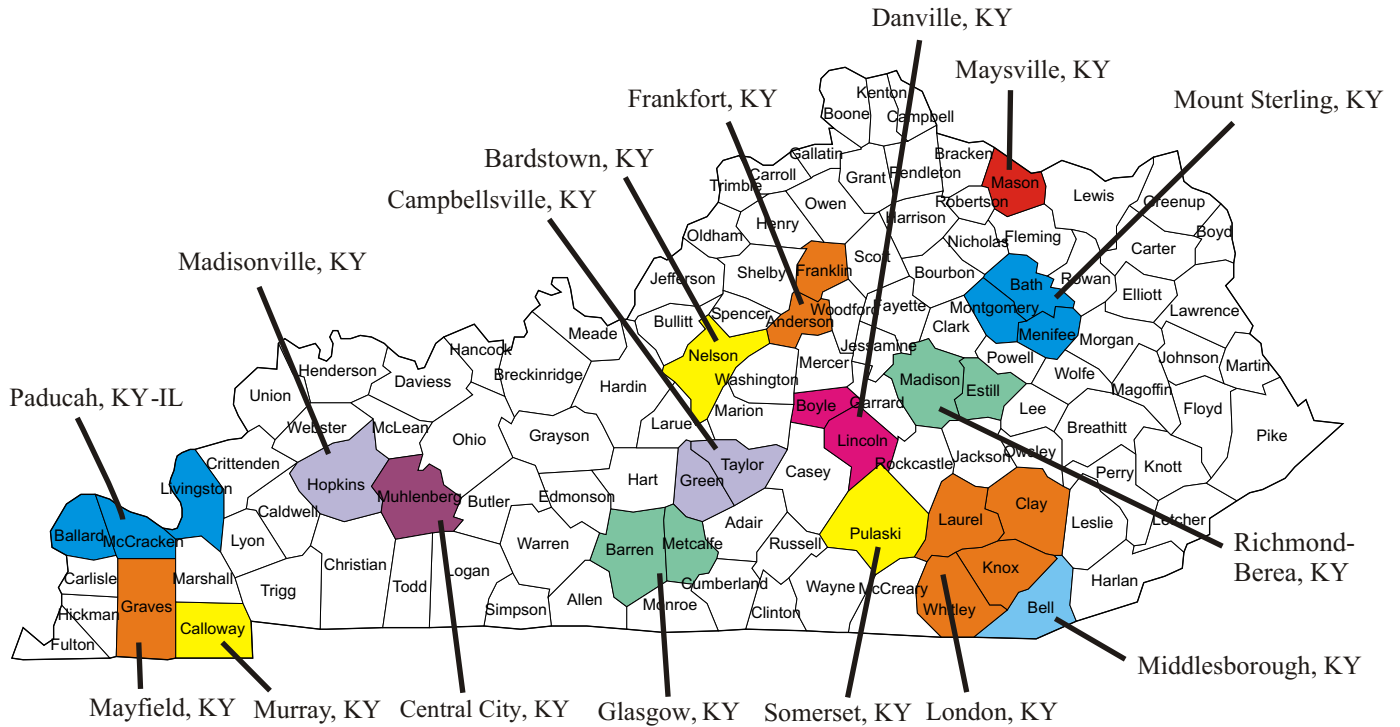 Danville, KY
Maysville, KY
Frankfort, KY
Mount Sterling, KY
Bardstown, KY
Campbellsville, KY
Madisonville, KY
Paducah, KY-IL
Kenton
Boone
Campbell
Gallatin
Bracken
Carroll
Grant
Pendleton
Mason
Trimble
Lewis
Robertson
Owen
Greenup
Henry
Harrison
Oldham
Nicholas
Fleming
Boyd
Carter
Scott
Franklin
Shelby
Jefferson
Bourbon
Bath
Rowan
Elliott
Montgomery
Woodford
Fayette
Lawrence
Spencer
Anderson
Bullitt
Clark
Menifee
Morgan
Meade
Jessamine
Hancock
Nelson
Mercer
Powell
Johnson
Martin
Henderson
Daviess
Breckinridge
Washington
Madison
Estill
Wolfe
Magoffin
Hardin
Union
Boyle
Garrard
Lee
Floyd
Marion
Larue
Webster
McLean
Breathitt
Ohio
Grayson
Lincoln
Pike
Owsley
Crittenden
Taylor
Casey
Rockcastle
Jackson
Perry
Knott
Hart
Green
Livingston
Hopkins
Muhlenberg
Butler
Edmonson
Clay
Caldwell
Laurel
Leslie
Letcher
Adair
Ballard
McCracken
Lyon
Warren
Barren
Metcalfe
Russell
Pulaski
Christian
Knox
Carlisle
Marshall
Trigg
Todd
Logan
Allen
Cumberland
Wayne
McCreary
Harlan
Graves
Hickman
Simpson
Monroe
Clinton
Whitley
Bell
Calloway
Fulton
Richmond-
Berea, KY
Middlesborough, KY
Mayfield, KY
Murray, KY
Central City, KY
Glasgow, KY
Somerset, KY
London, KY